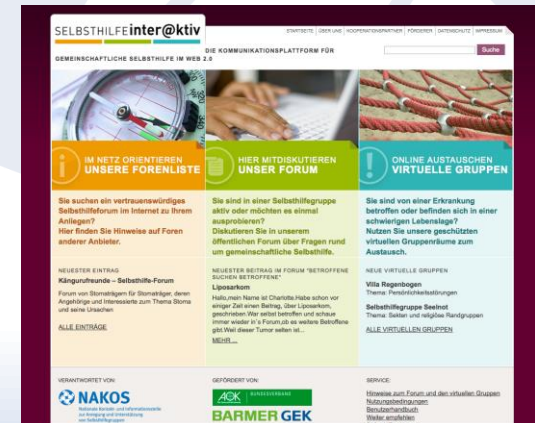 SELBSTHILFEinter@ktiv
STARTSEITE | ÜBER UNS | KOOPERATIONSPARTNER | FÖRDERER | DATENSCHUTZ | IMPRESSUM
DIE KOMMUNIKATIONSPLATTFORM FÜR
GEMEINSCHAFTLICHE SELBSTHILFE IM WEB 2.0
Suche
IM NETZ ORIENTIEREN
UNSERE FORENLISTE
Sie suchen ein vertrauenswürdiges
Selbsthilfeforum im Internet zu Ihrem
Anliegen?
Hier finden Sie Hinweise auf Foren
anderer Anbieter.
HIER MITDISKUTIEREN
UNSER FORUM
Sie sind in einer Selbsthilfegruppe
aktiv oder möchten es einmal
ausprobieren?
Diskutieren Sie in unserem
öffentlichen Forum über Fragen rund
um gemeinschaftliche Selbsthilfe.
ONLINE AUSTAUSCHEN
VIRTUELLE GRUPPEN
Sie sind von einer Erkrankung
betroffen oder befinden sich in einer
schwierigen Lebenslage?
Nutzen Sie unsere geschützten
virtuellen Gruppenräume zum
Austausch.
NEUESTER EINTRAG
Kängurufreunde – Selbsthilfe-Forum
Forum von Stomaträgern für Stomaträger, deren
Angehörige und Interessierte zum Thema Stoma
und seine Ursachen
ALLE EINTRÄGE
NEUESTER BEITRAG IM FORUM "BETROFFENE
SUCHEN BETROFFENE"
Liposarkom
Hallo,mein Name ist Charlotte.Habe schon vor
einiger Zeit einen Beitrag, über Liposarkom,
geschrieben.War selbst betroffen und schaue
immer wieder in`s Forum,ob es weitere Betroffene
gibt.Weil dieser Tumor selten ist...
MEHR ...
NEUE VIRTUELLE GRUPPEN
Villa Regenbogen
Thema: Persönlichkeitsstörungen
Selbsthilfegruppe Seelnot
Thema: Sekten und religiöse Randgruppen
ALLE VIRTUELLEN GRUPPEN
VERANTWORTET VON:
NAKOS
Nationale Kontakt- und Informationsstelle
zur Anregung und Unterstützung
von Selbsthilfegruppen
GEFÖRDERT VON:
AOK BUNDESVERBAND
BARMER GEK
SERVICE:
Hinweise zum Forum und den virtuellen Gruppen
Nutzungsbedingungen
Benutzerhandbuch
Weiter empfehlen